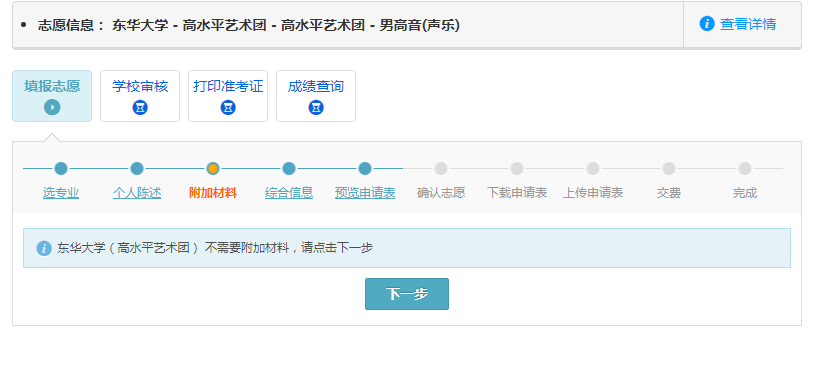 志愿信息： 东华大学 - 高水平艺术团 - 高水平艺术团 - 男高音(声乐) 查看详情
填报志愿 学校审核 打印准考证 成绩查询
选专业 个人陈述 附加材料 综合信息 预览申请表 确认志愿 下载申请表 上传申请表 交费 完成
东华大学（高水平艺术团） 不需要附加材料，请点击下一步
下一步